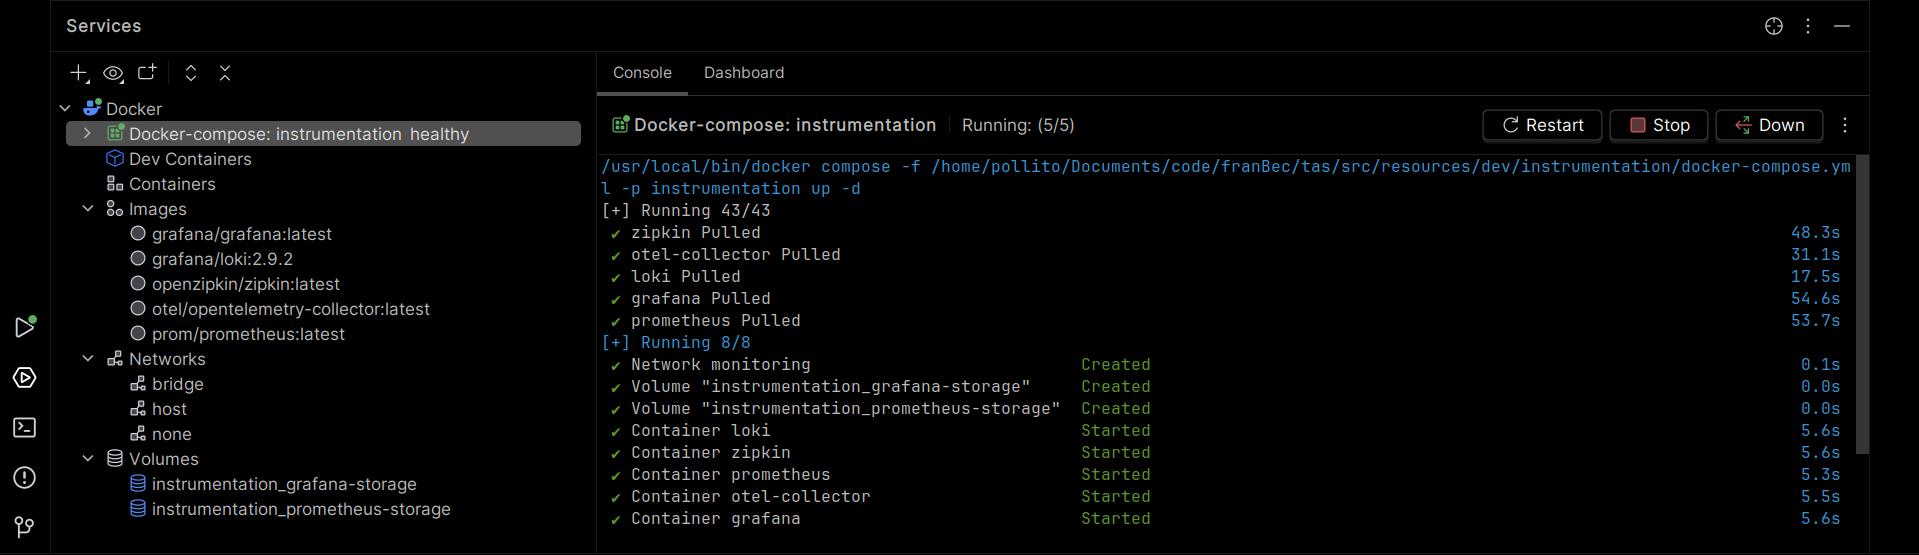 Services
Console Dashboard
Docker
Docker-compose: instrumentation healthy
Dev Containers
Containers
Images
grafana/grafana:latest
grafana/loki:2.9.2
openzipkin/zipkin:latest
otel/opentelemetry-collector:latest
prom/prometheus:latest
Networks
bridge
host
none
Volumes
instrumentation_grafana-storage
instrumentation_prometheus-storage
Docker-compose: instrumentation Running: (5/5) Restart Stop Down
/usr/local/bin/docker compose -f /home/pollito/Documents/code/franBec/tas/src/resources/dev/instrumentation/docker-compose.ym
l -p instrumentation up -d
[+] Running 43/43
✔ zipkin Pulled 48.3s
✔ otel-collector Pulled 31.1s
✔ loki Pulled 17.5s
✔ grafana Pulled 54.6s
✔ prometheus Pulled 53.7s
[+] Running 8/8
✔ Network monitoring Created 0.1s
✔ Volume "instrumentation_grafana-storage" Created 0.0s
✔ Volume "instrumentation_prometheus-storage" Created 0.0s
✔ Container loki Started 5.6s
✔ Container zipkin Started 5.6s
✔ Container prometheus Started 5.3s
✔ Container otel-collector Started 5.5s
✔ Container grafana Started 5.6s